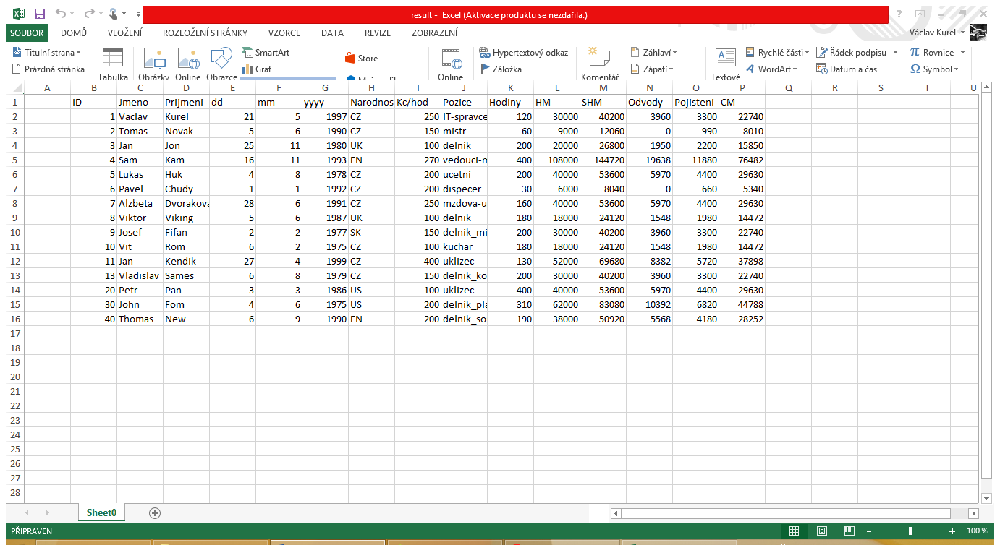 result - Excel (Aktivace produktu se nezdařila.)
SOUBOR DOMŮ VLOŽENÍ ROZLOŽENÍ STRÁNKY VZORCE DATA REVIZE ZOBRAZENÍ Václav Kurel
Titulní strana SmartArt Store Hypertextový odkaz Záhlaví Rychlé části Řádek podpisu Rovnice
Prázdná stránka Graf Moje aplikace Záložka Zápatí WordArt Datum a čas Symbol
Tabulka Obrázky Online Obrazce Online Komentář Textové
A B C D E F G H I J K L M N O P Q R S T U
1 ID Jmeno Prijmeni dd mm yyyy Narodnost Kc/hod Pozice Hodiny HM SHM Odvody Pojisteni CM
2 1 Vaclav Kurel 21 5 1997 CZ 250 IT-spravce 120 30000 40200 3960 3300 22740
3 2 Tomas Novak 5 6 1990 CZ 150 mistr 60 9000 12060 0 990 8010
4 3 Jan Jon 25 11 1980 UK 100 delnik 200 20000 26800 1950 2200 15850
5 4 Sam Kam 16 11 1993 EN 270 vedouci-m 400 108000 144720 19638 11880 76482
6 5 Lukas Huk 4 8 1978 CZ 200 ucetni 200 40000 53600 5970 4400 29630
7 6 Pavel Chudy 1 1 1992 CZ 200 dispecer 30 6000 8040 0 660 5340
8 7 Alzbeta Dvorakova 28 6 1991 CZ 250 mzdova-u 160 40000 53600 5970 4400 29630
9 8 Viktor Viking 5 6 1987 UK 100 delnik 180 18000 24120 1548 1980 14472
10 9 Josef Fifan 2 2 1977 SK 150 delnik_mi 200 30000 40200 3960 3300 22740
11 10 Vit Rom 6 2 1975 CZ 100 kuchar 180 18000 24120 1548 1980 14472
12 11 Jan Kendik 27 4 1999 CZ 400 uklizec 130 52000 69680 8382 5720 37898
13 13 Vladislav Sames 6 8 1979 CZ 150 delnik_ko 200 30000 40200 3960 3300 22740
14 20 Petr Pan 3 3 1986 US 100 uklizec 400 40000 53600 5970 4400 29630
15 30 John Fom 4 6 1975 US 200 delnik_pla 310 62000 83080 10392 6820 44788
16 40 Thomas New 6 9 1990 EN 200 delnik_so 190 38000 50920 5568 4180 28252
17
18
19
20
21
22
23
24
25
26
27
28
Sheet0
PŘIPRAVEN 100 %